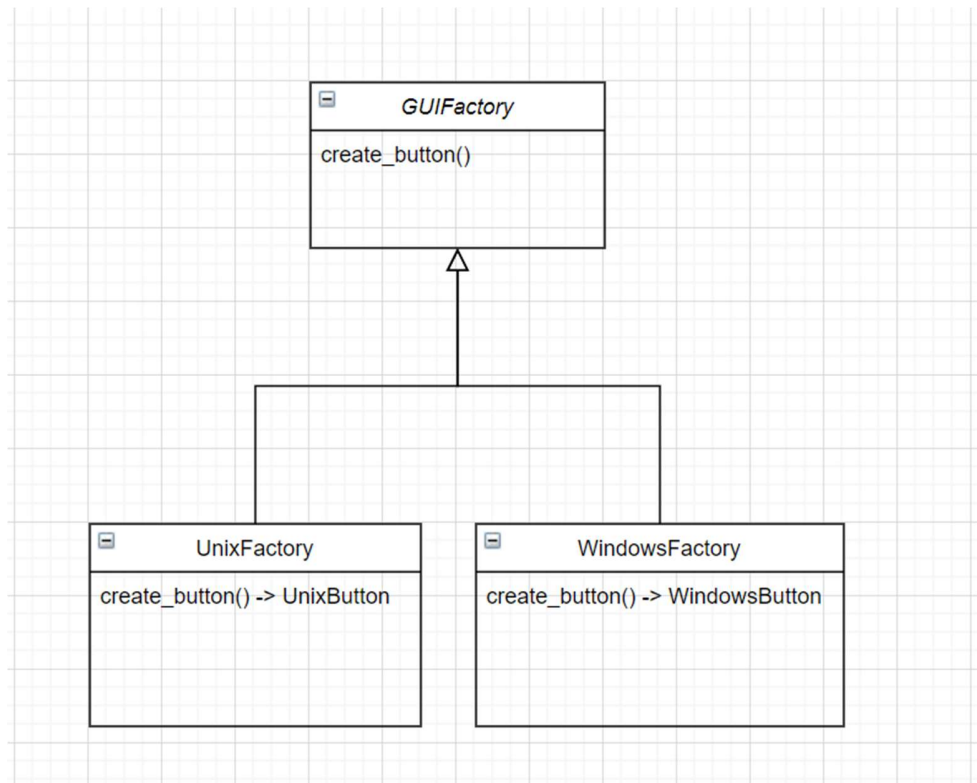 GUIFactory
create_button()
UnixFactory
create_button() -> UnixButton
WindowsFactory
create_button() -> WindowsButton